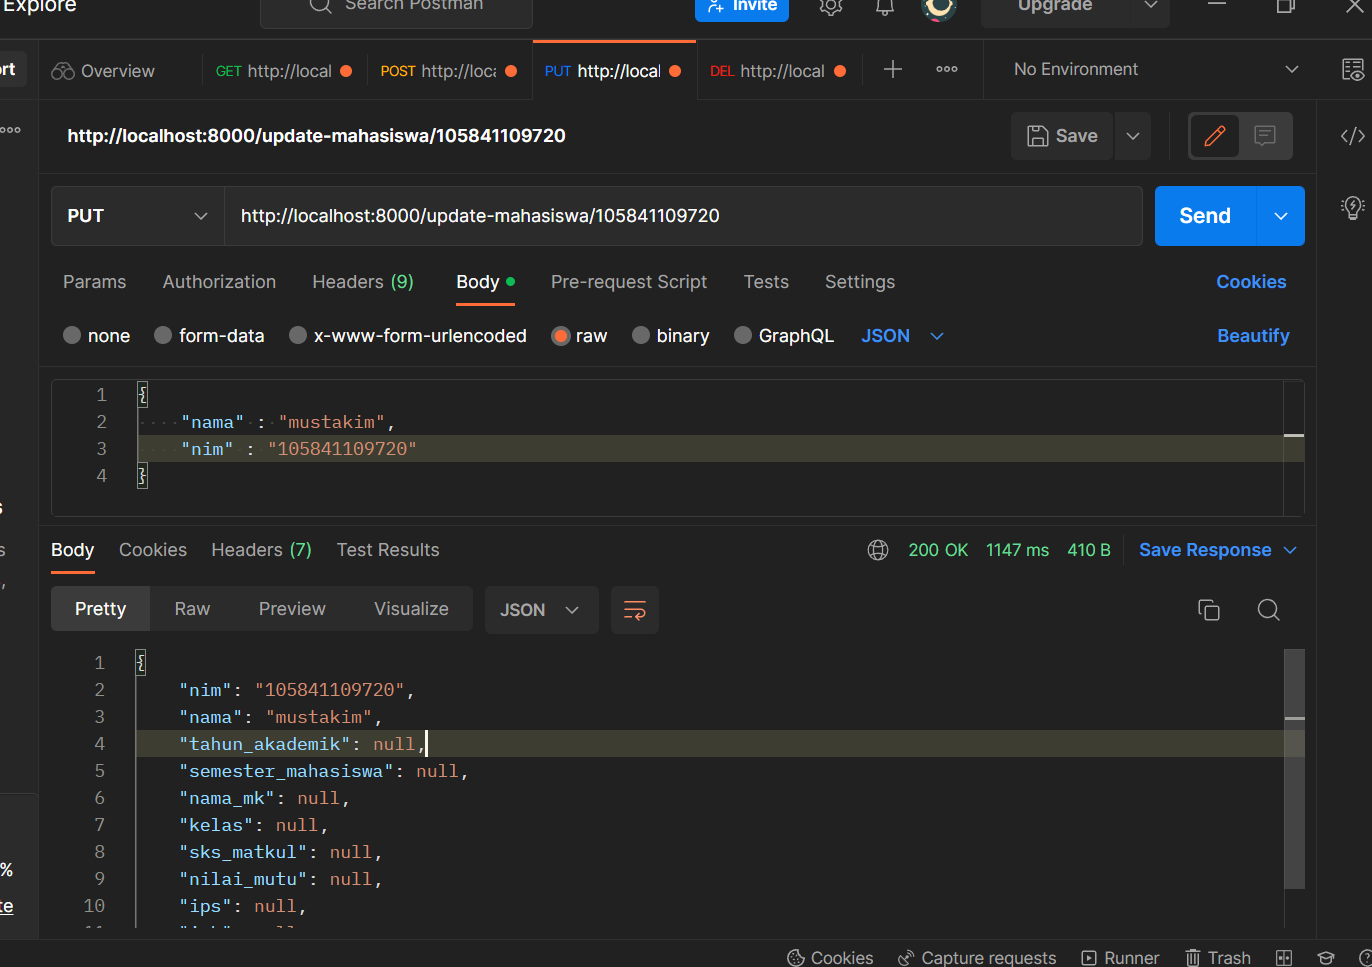 Explore
Search Postman
Invite
Upgrade
rt
Overview
GET http://local
POST http://loca
PUT http://local
DEL http://local
No Environment
http://localhost:8000/update-mahasiswa/105841109720
Save
PUT
http://localhost:8000/update-mahasiswa/105841109720
Send
Params
Authorization
Headers (9)
Body
Pre-request Script
Tests
Settings
Cookies
none
form-data
x-www-form-urlencoded
raw
binary
GraphQL
JSON
Beautify
1 {
2 "nama" : "mustakim",
3 "nim" : "105841109720"
4 }
Body
Cookies
Headers (7)
Test Results
200 OK
1147 ms
410 B
Save Response
Pretty
Raw
Preview
Visualize
JSON
1 {
2 "nim": "105841109720",
3 "nama": "mustakim",
4 "tahun_akademik": null,
5 "semester_mahasiswa": null,
6 "nama_mk": null,
7 "kelas": null,
8 "sks_matkul": null,
9 "nilai_mutu": null,
10 "ips": null,
%
te
Cookies
Capture requests
Runner
Trash